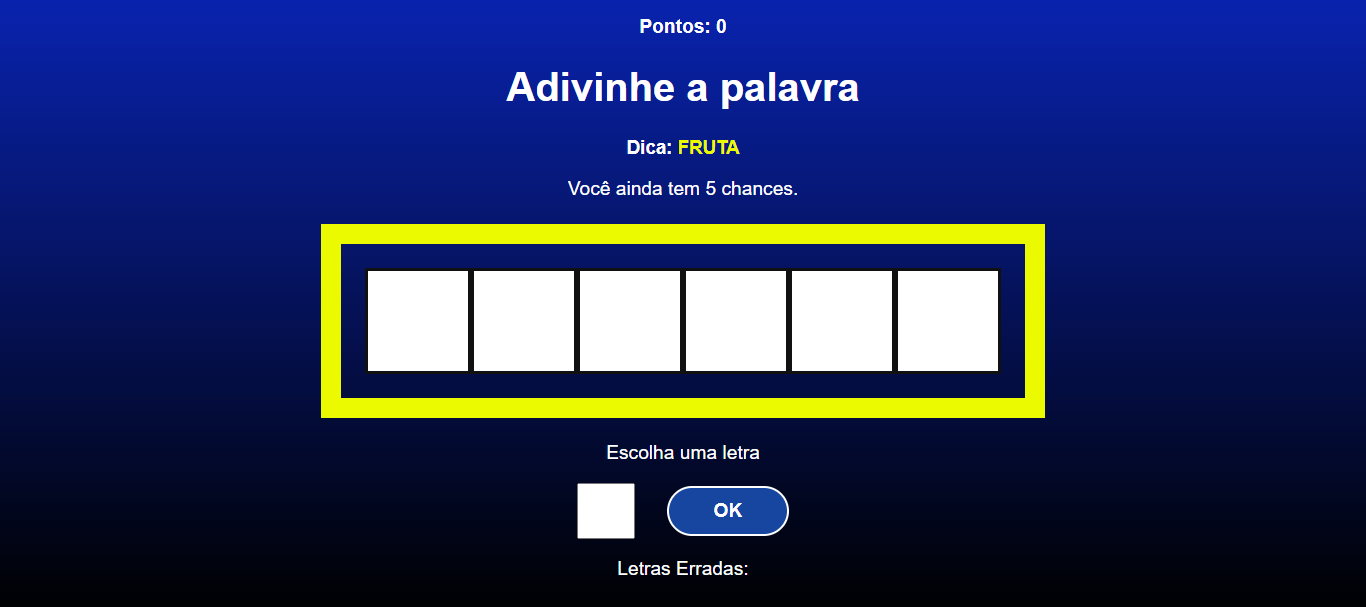 Pontos: 0
Adivinhe a palavra
Dica: FRUTA
Você ainda tem 5 chances.
Escolha uma letra
OK
Letras Erradas: